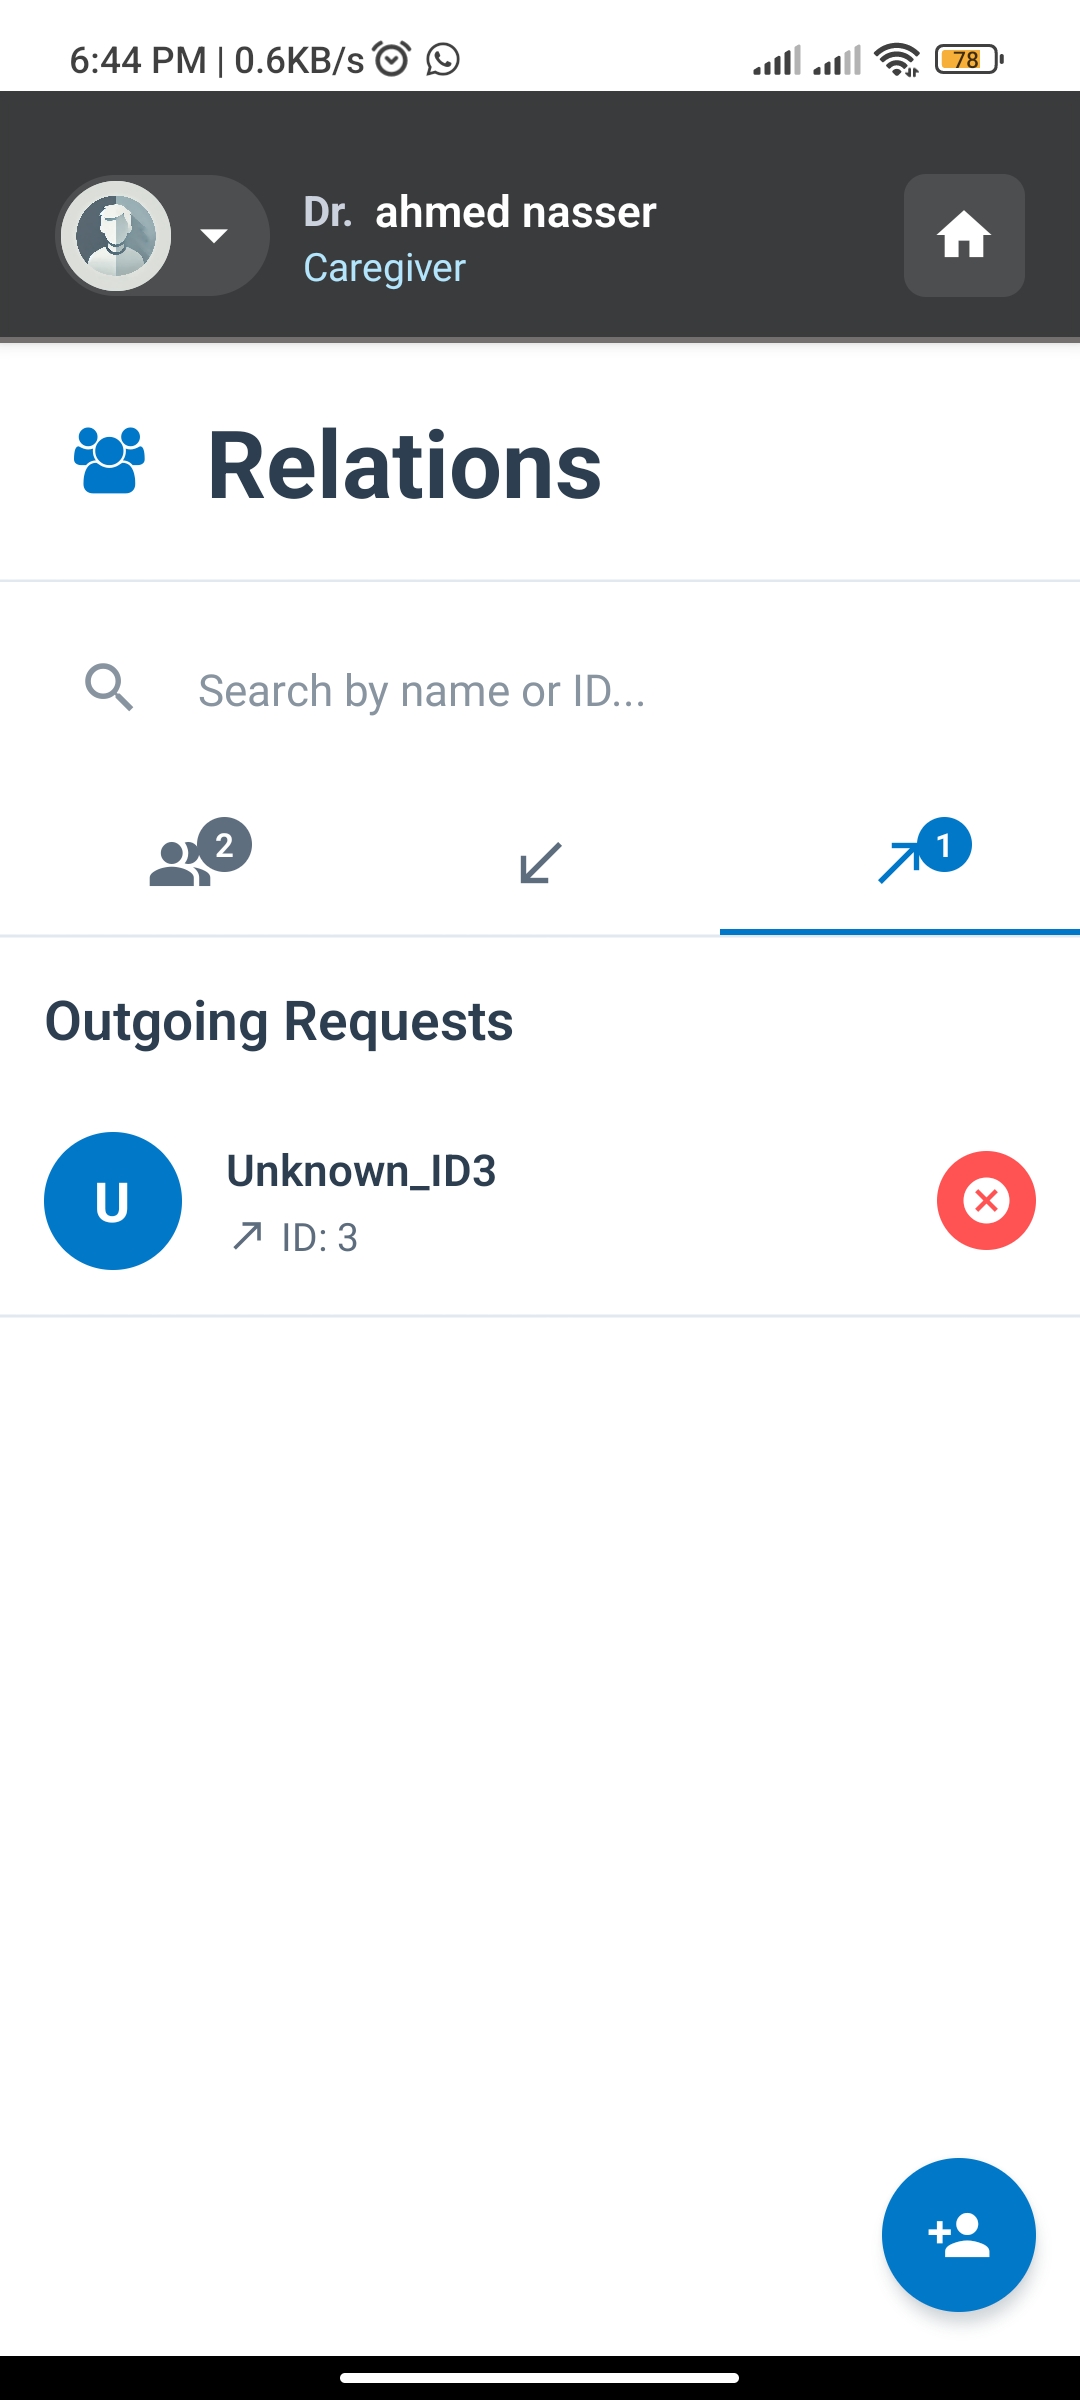 6:44 PM | 0.6KB/s
78
Dr. ahmed nasser
Caregiver
Relations
Search by name or ID...
2
1
Outgoing Requests
U
Unknown_ID3
ID: 3